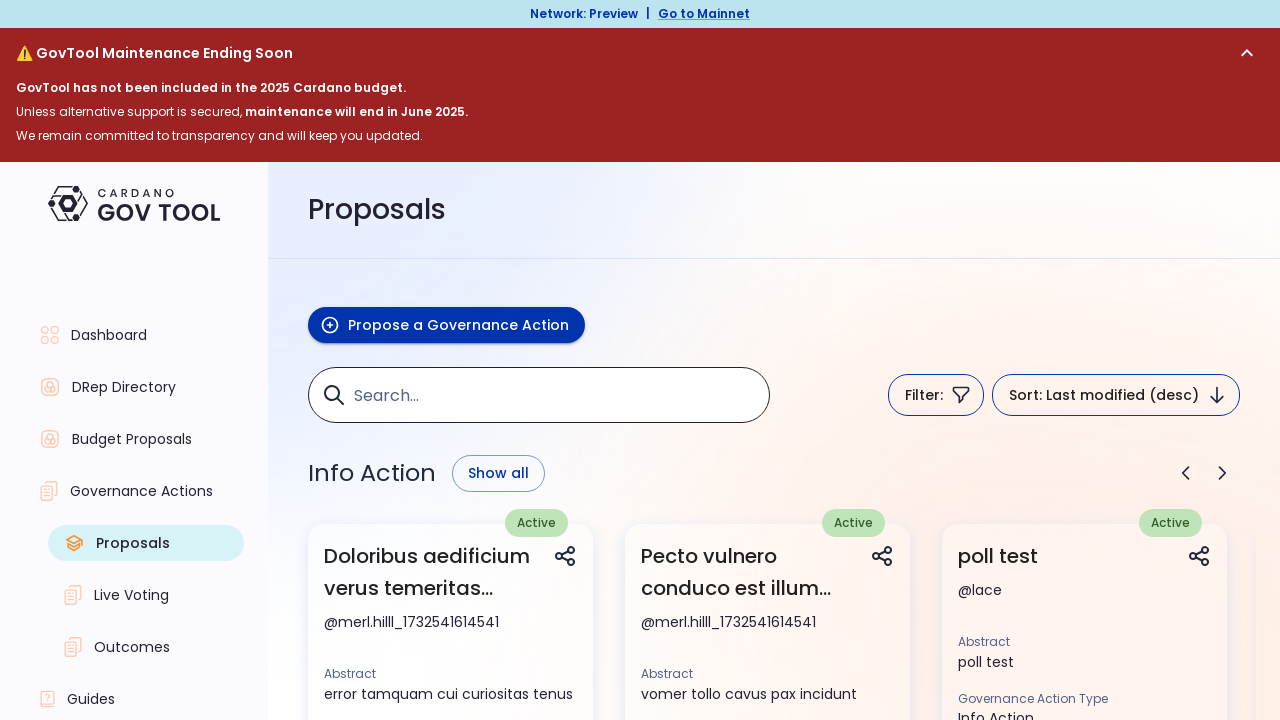 Network: Preview | Go to Mainnet
⚠️ GovTool Maintenance Ending Soon
GovTool has not been included in the 2025 Cardano budget.
Unless alternative support is secured, maintenance will end in June 2025.
We remain committed to transparency and will keep you updated.
CARDANO
GOV TOOL
Dashboard
DRep Directory
Budget Proposals
Governance Actions
Proposals
Live Voting
Outcomes
Guides
Proposals
Propose a Governance Action
Search...
Filter:
Sort: Last modified (desc)
Info Action
Show all
Active
Doloribus aedificium
verus temeritas...
@merl.hilll_1732541614541
Abstract
error tamquam cui curiositas tenus
Active
Pecto vulnero
conduco est illum...
@merl.hilll_1732541614541
Abstract
vomer tollo cavus pax incidunt
Active
poll test
@lace
Abstract
poll test
Governance Action Type
Info Action